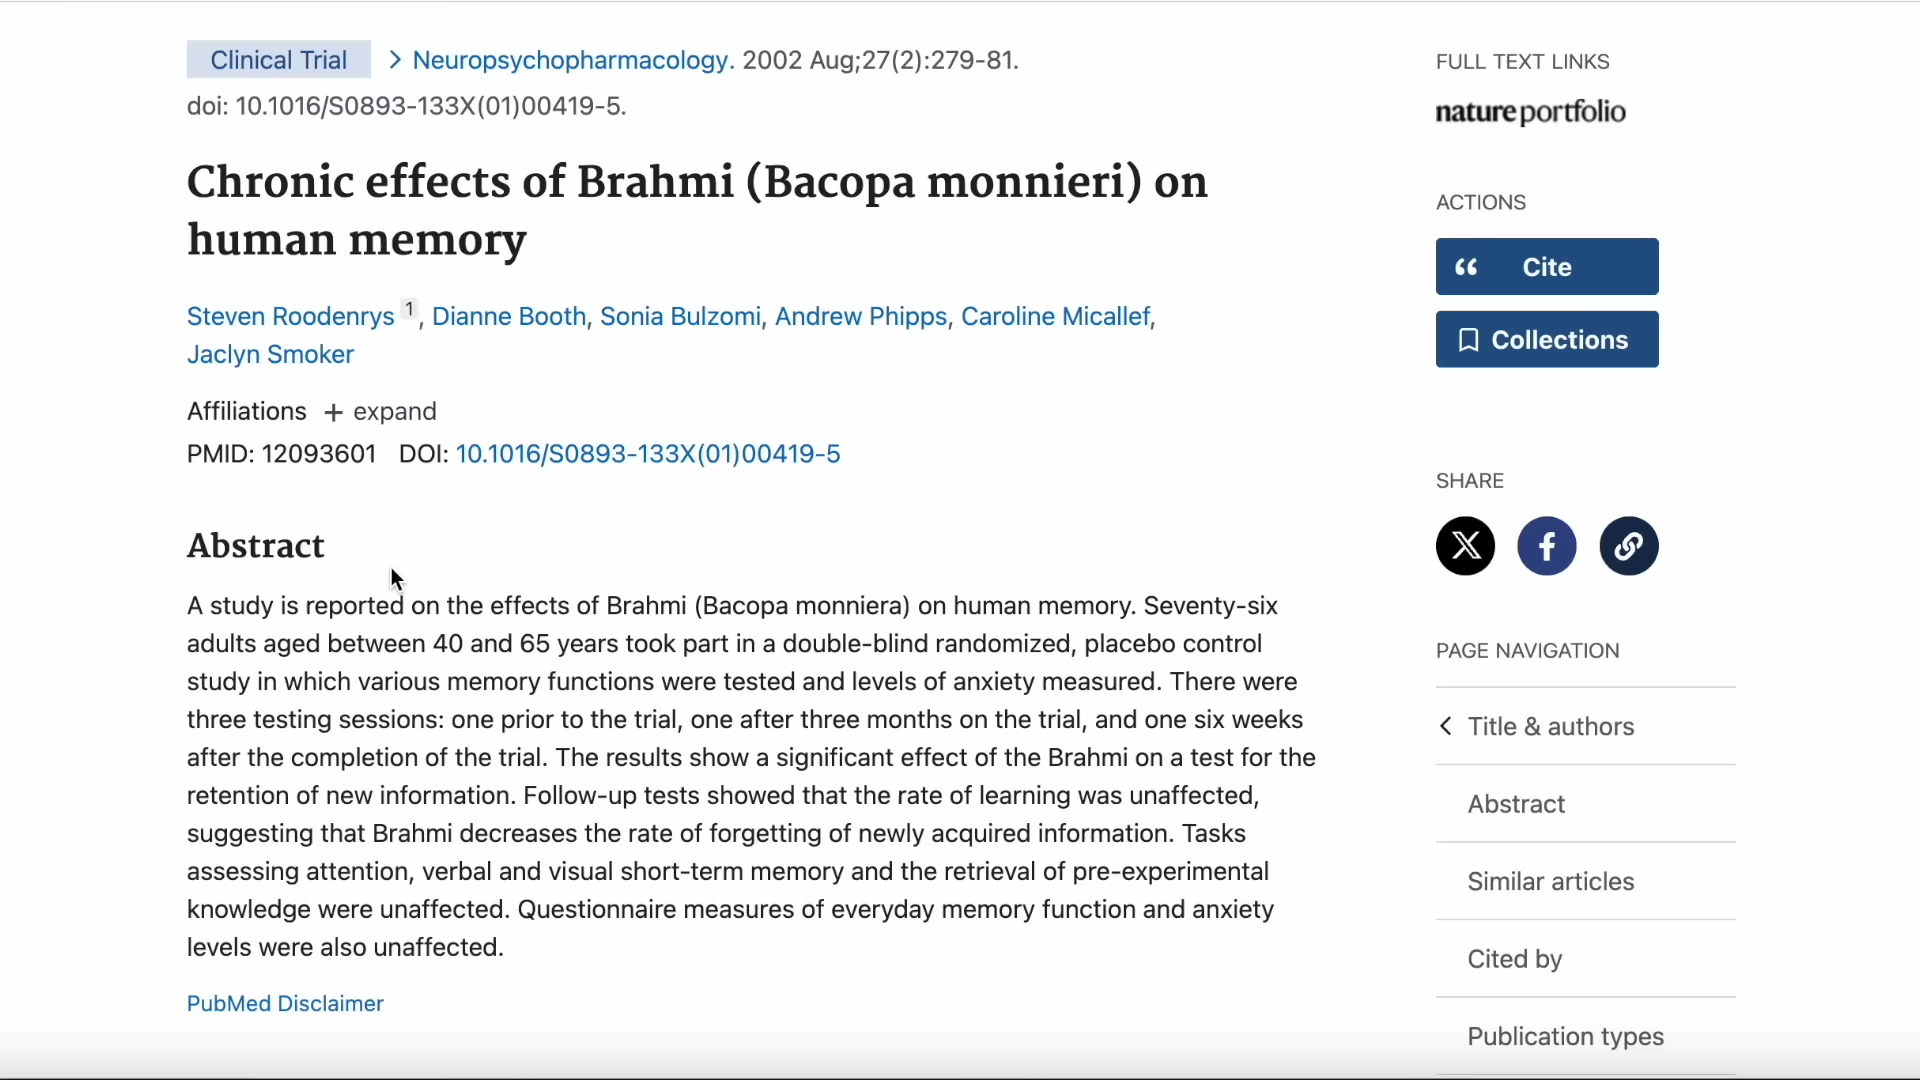 Clinical Trial > Neuropsychopharmacology. 2002 Aug;27(2):279-81.
doi: 10.1016/S0893-133X(01)00419-5.
Chronic effects of Brahmi (Bacopa monnieri) on
human memory
Steven Roodenrys 1, Dianne Booth, Sonia Bulzomi, Andrew Phipps, Caroline Micallef,
Jaclyn Smoker
Affiliations + expand
PMID: 12093601 DOI: 10.1016/S0893-133X(01)00419-5
Abstract
A study is reported on the effects of Brahmi (Bacopa monniera) on human memory. Seventy-six
adults aged between 40 and 65 years took part in a double-blind randomized, placebo control
study in which various memory functions were tested and levels of anxiety measured. There were
three testing sessions: one prior to the trial, one after three months on the trial, and one six weeks
after the completion of the trial. The results show a significant effect of the Brahmi on a test for the
retention of new information. Follow-up tests showed that the rate of learning was unaffected,
suggesting that Brahmi decreases the rate of forgetting of newly acquired information. Tasks
assessing attention, verbal and visual short-term memory and the retrieval of pre-experimental
knowledge were unaffected. Questionnaire measures of everyday memory function and anxiety
levels were also unaffected.
PubMed Disclaimer
FULL TEXT LINKS
nature portfolio
ACTIONS
Cite
Collections
SHARE
PAGE NAVIGATION
Title & authors
Abstract
Similar articles
Cited by
Publication types